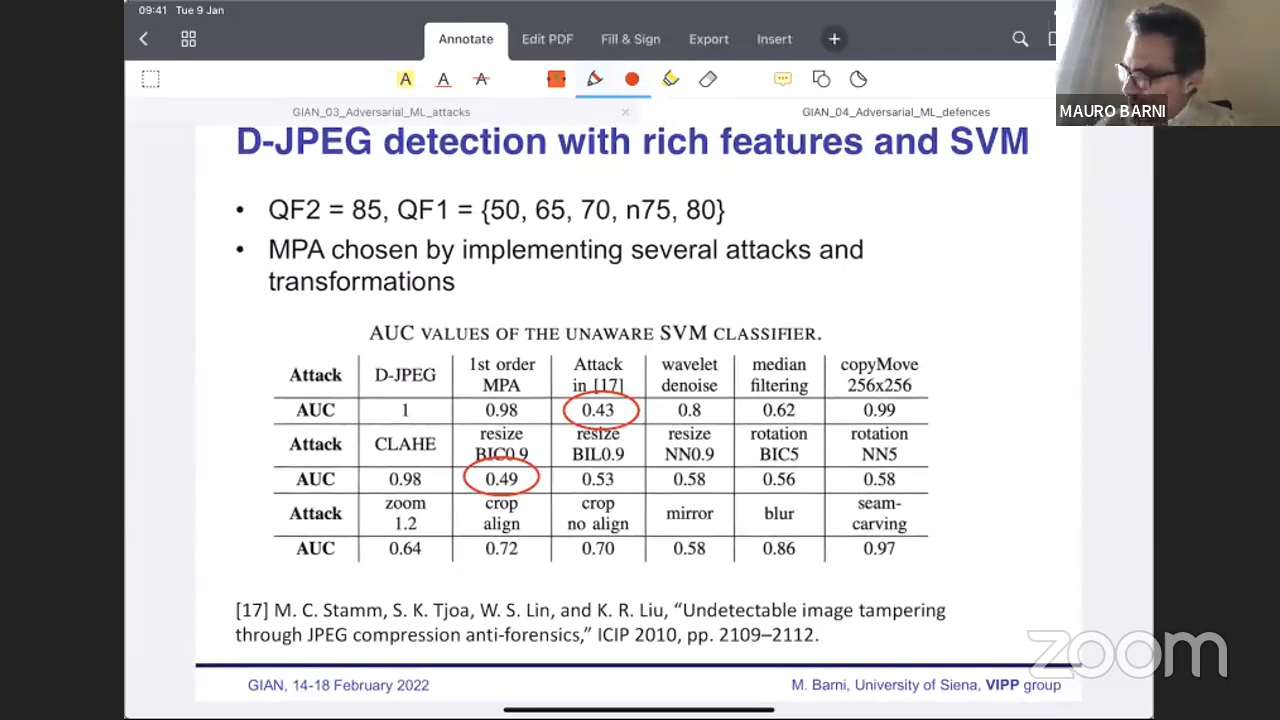 09:41 Tue 9 Jan
Annotate Edit PDF Fill & Sign Export Insert
A A A
GIAN_03_Adversarial_ML_attacks GIAN_04_Adversarial_ML_defences
MAURO BARNI
D-JPEG detection with rich features and SVM
• QF2 = 85, QF1 = {50, 65, 70, n75, 80}
• MPA chosen by implementing several attacks and
transformations
AUC VALUES OF THE UNAWARE SVM CLASSIFIER.
Attack D-JPEG 1st order MPA Attack in [17] wavelet denoise median filtering copyMove 256x256
AUC 1 0.98 0.43 0.8 0.62 0.99
Attack CLAHE resize BIC0.9 resize BIL0.9 resize NN0.9 rotation BIC5 rotation NN5
AUC 0.98 0.49 0.53 0.58 0.56 0.58
Attack zoom 1.2 crop align crop no align mirror blur seam-carving
AUC 0.64 0.72 0.70 0.58 0.86 0.97
[17] M. C. Stamm, S. K. Tjoa, W. S. Lin, and K. R. Liu, “Undetectable image tampering
through JPEG compression anti-forensics,” ICIP 2010, pp. 2109–2112.
zoom
GIAN, 14-18 February 2022 M. Barni, University of Siena, VIPP group